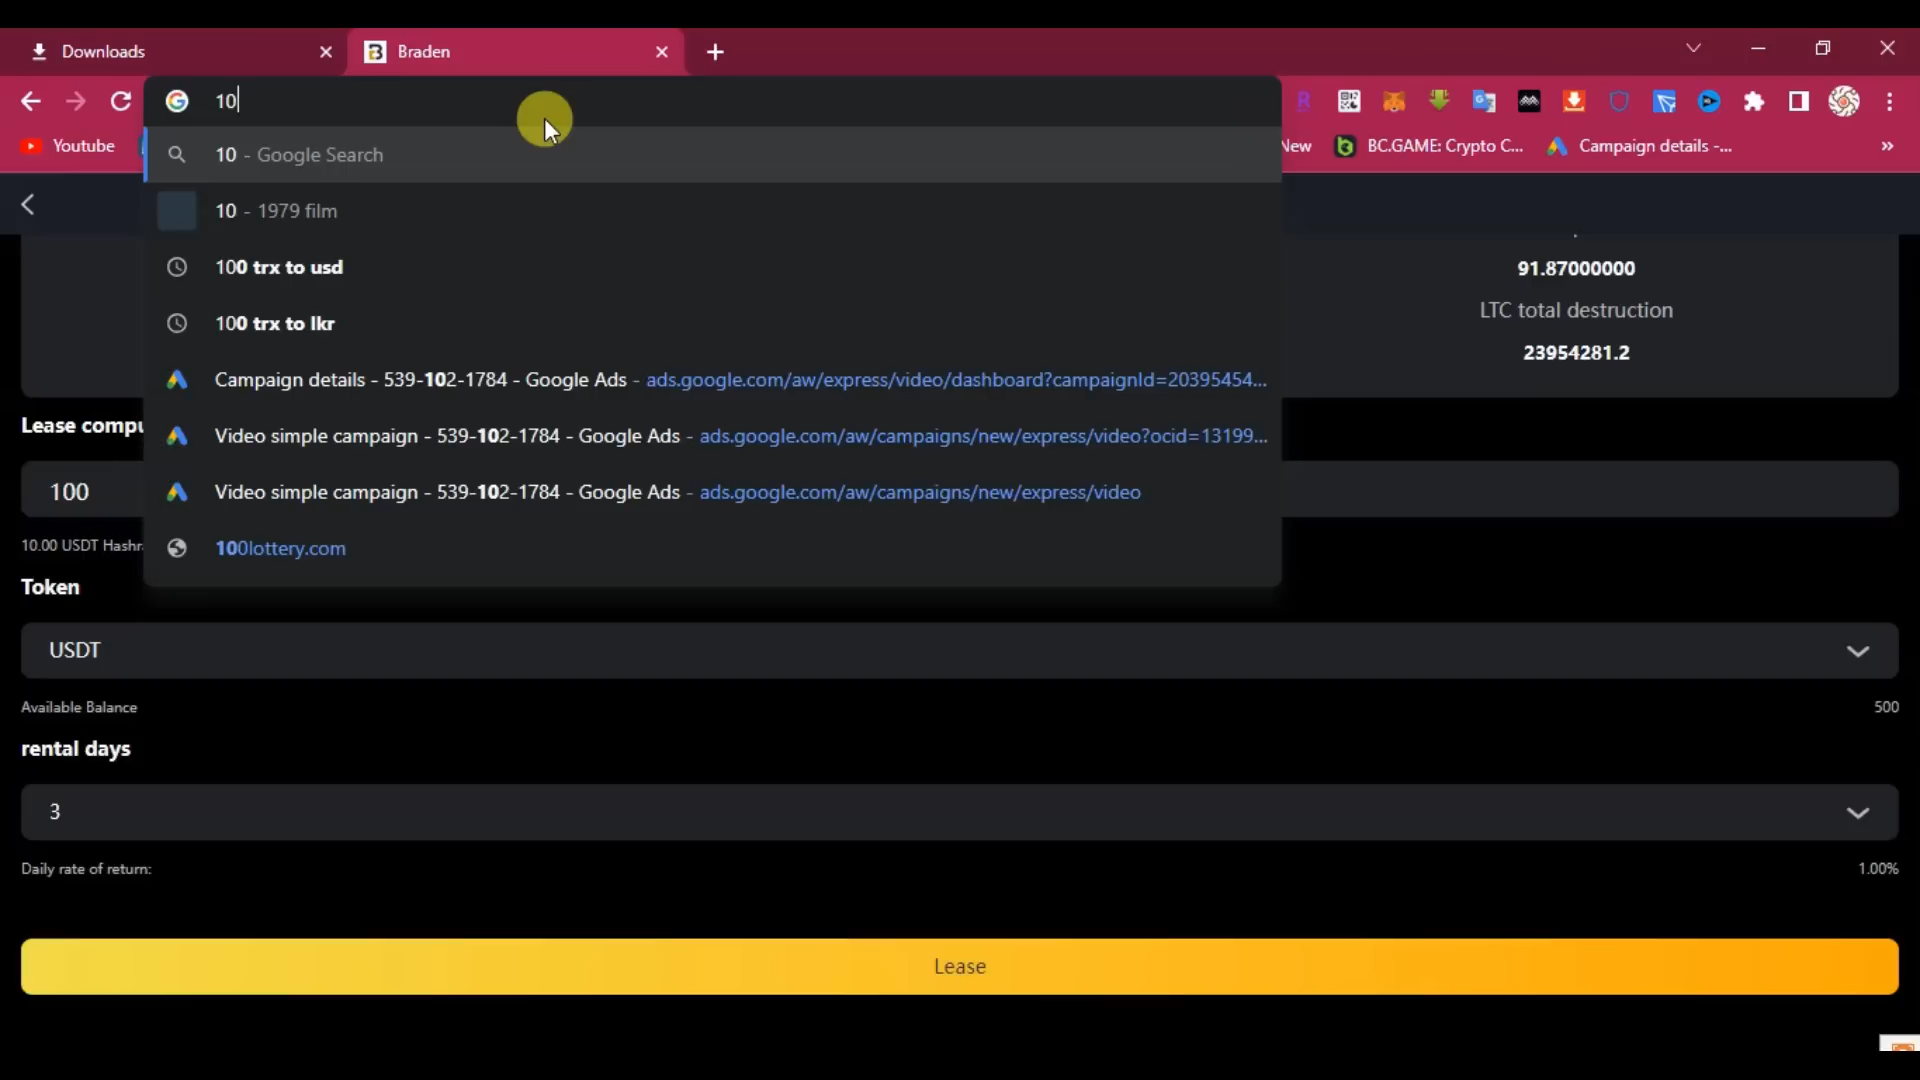 Downloads
Braden
10
Youtube
New
BC.GAME: Crypto C...
Campaign details -...
10 - Google Search
10 - 1979 film
100 trx to usd
100 trx to lkr
Campaign details - 539-102-1784 - Google Ads - ads.google.com/aw/express/video/dashboard?campaignId=20395454...
Video simple campaign - 539-102-1784 - Google Ads - ads.google.com/aw/campaigns/new/express/video?ocid=13199...
Video simple campaign - 539-102-1784 - Google Ads - ads.google.com/aw/campaigns/new/express/video
100lottery.com
91.87000000
LTC total destruction
23954281.2
Lease compu
100
10.00 USDT Hashr
Token
USDT
Available Balance
500
rental days
3
Daily rate of return:
1.00%
Lease